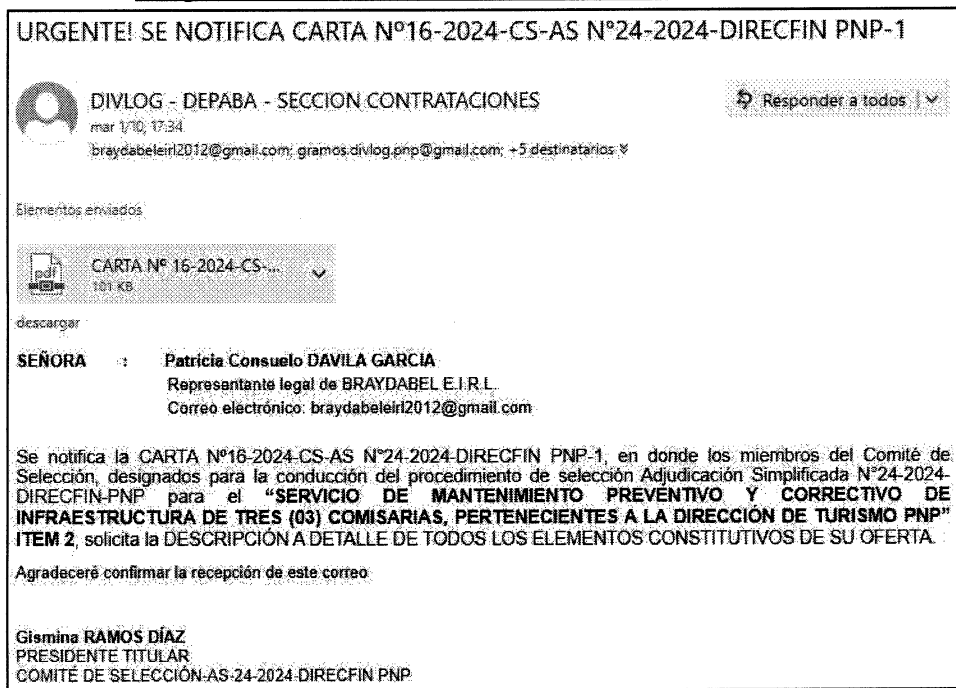 URGENTE! SE NOTIFICA CARTA Nº16-2024-CS-AS N°24-2024-DIRECFIN PNP-1
DIVLOG - DEPABA - SECCION CONTRATACIONES
Responder a todos
mar 1/10, 17:34
braydabeleirl2012@gmail.com; gramos.divlog.pnp@gmail.com; +5 destinatarios
Elementos enviados
pdf
CARTA Nº 16-2024-CS-...
101 KB
descargar
SEÑORA : Patricia Consuelo DAVILA GARCIA
Representante legal de BRAYDABEL E.I.R.L.
Correo electrónico: braydabeleirl2012@gmail.com
Se notifica la CARTA Nº16-2024-CS-AS N°24-2024-DIRECFIN PNP-1, en donde los miembros del Comité de
Selección, designados para la conducción del procedimiento de selección Adjudicación Simplificada N°24-2024-
DIRECFIN-PNP para el “SERVICIO DE MANTENIMIENTO PREVENTIVO Y CORRECTIVO DE
INFRAESTRUCTURA DE TRES (03) COMISARIAS, PERTENECIENTES A LA DIRECCIÓN DE TURISMO PNP”
ITEM 2, solicita la DESCRIPCIÓN A DETALLE DE TODOS LOS ELEMENTOS CONSTITUTIVOS DE SU OFERTA.
Agradeceré confirmar la recepción de este correo
Gismina RAMOS DÍAZ
PRESIDENTE TITULAR
COMITÉ DE SELECCIÓN-AS-24-2024-DIRECFIN PNP